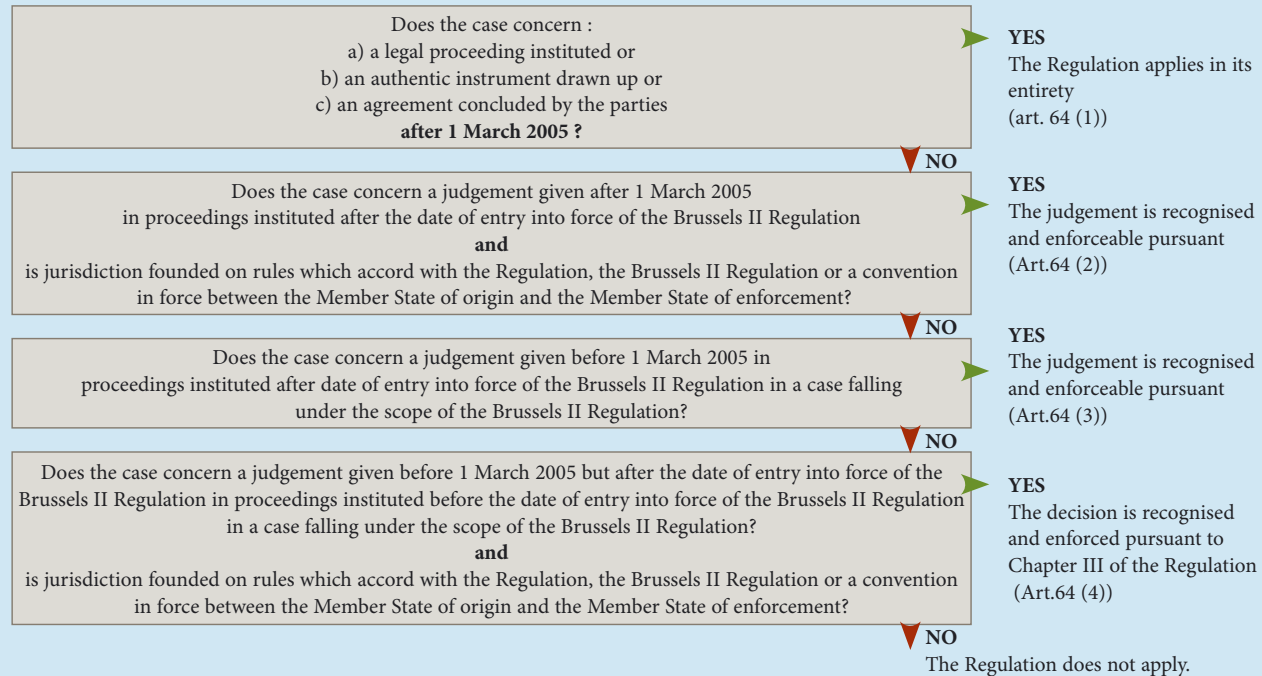 Does the case concern :
a) a legal proceeding instituted or
b) an authentic instrument drawn up or
c) an agreement concluded by the parties
after 1 March 2005 ?
YES
The Regulation applies in its
entirety
(art. 64 (1))
NO
Does the case concern a judgement given after 1 March 2005
in proceedings instituted after the date of entry into force of the Brussels II Regulation
and
is jurisdiction founded on rules which accord with the Regulation, the Brussels II Regulation or a convention
in force between the Member State of origin and the Member State of enforcement?
YES
The judgement is recognised
and enforceable pursuant
(Art.64 (2))
NO
Does the case concern a judgement given before 1 March 2005 in
proceedings instituted after date of entry into force of the Brussels II Regulation in a case falling
under the scope of the Brussels II Regulation?
YES
The judgement is recognised
and enforceable pursuant
(Art.64 (3))
NO
Does the case concern a judgement given before 1 March 2005 but after the date of entry into force of the
Brussels II Regulation in proceedings instituted before the date of entry into force of the Brussels II Regulation
in a case falling under the scope of the Brussels II Regulation?
and
is jurisdiction founded on rules which accord with the Regulation, the Brussels II Regulation or a convention
in force between the Member State of origin and the Member State of enforcement?
YES
The decision is recognised
and enforced pursuant to
Chapter III of the Regulation
(Art.64 (4))
NO
The Regulation does not apply.